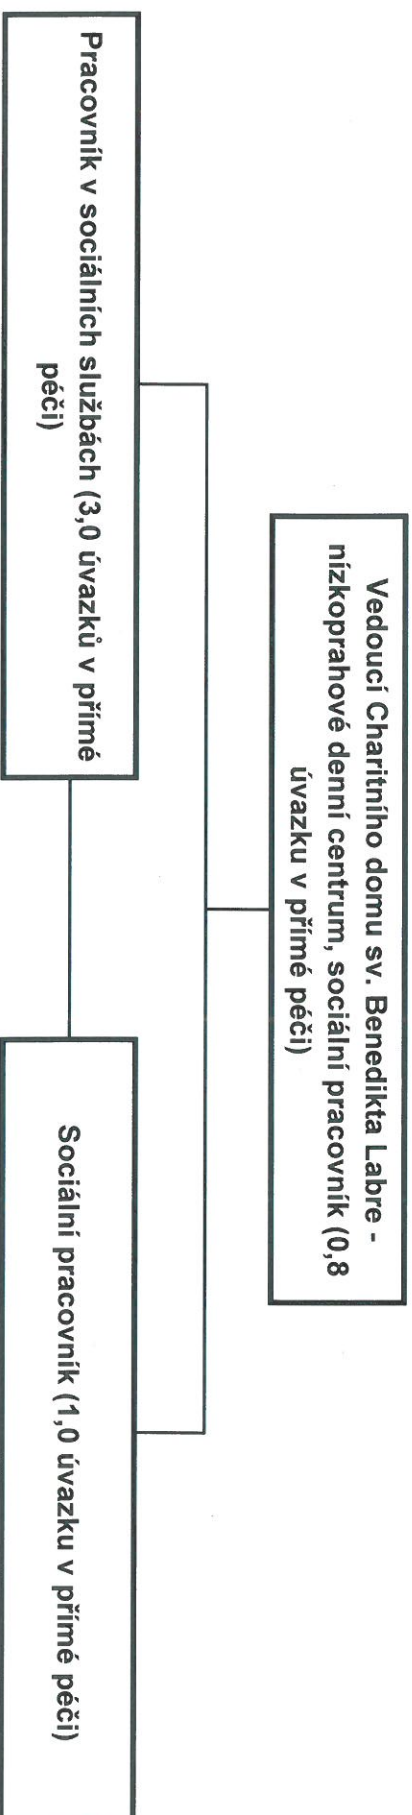 Vedoucí Charitního domu sv. Benedikta Labre -
nízkoprahové denní centrum, sociální pracovník (0,8
úvazku v přímé péči)
Pracovník v sociálních službách (3,0 úvazků v přímé
péči)
Sociální pracovník (1,0 úvazku v přímé péči)